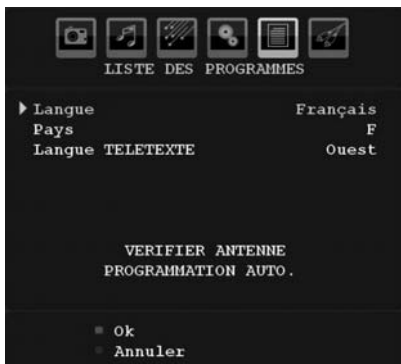 LISTE DES PROGRAMMES
Langue Français
Pays F
Langue TELETEXTE Ouest
VERIFIER ANTENNE
PROGRAMMATION AUTO.
Ok
Annuler